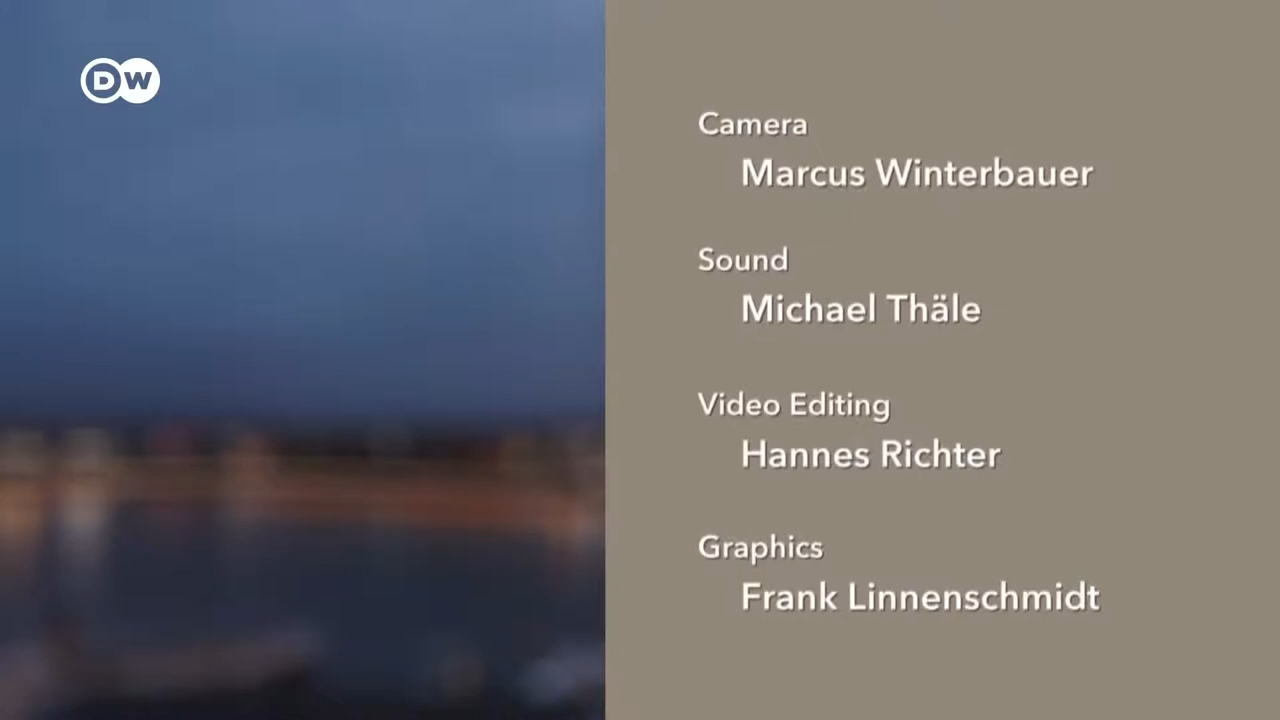 DW
Camera
Marcus Winterbauer
Sound
Michael Thäle
Video Editing
Hannes Richter
Graphics
Frank Linnenschmidt